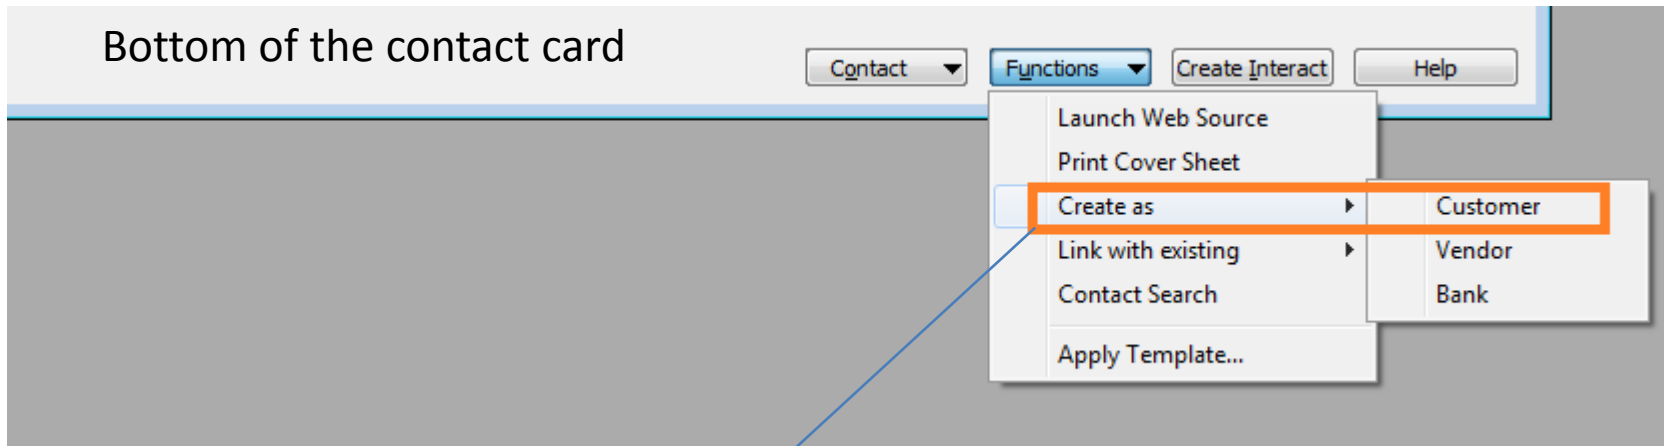 Bottom of the contact card
Contact
Functions
Create Interact
Help
Launch Web Source
Print Cover Sheet
Create as
Customer
Link with existing
Vendor
Contact Search
Bank
Apply Template...